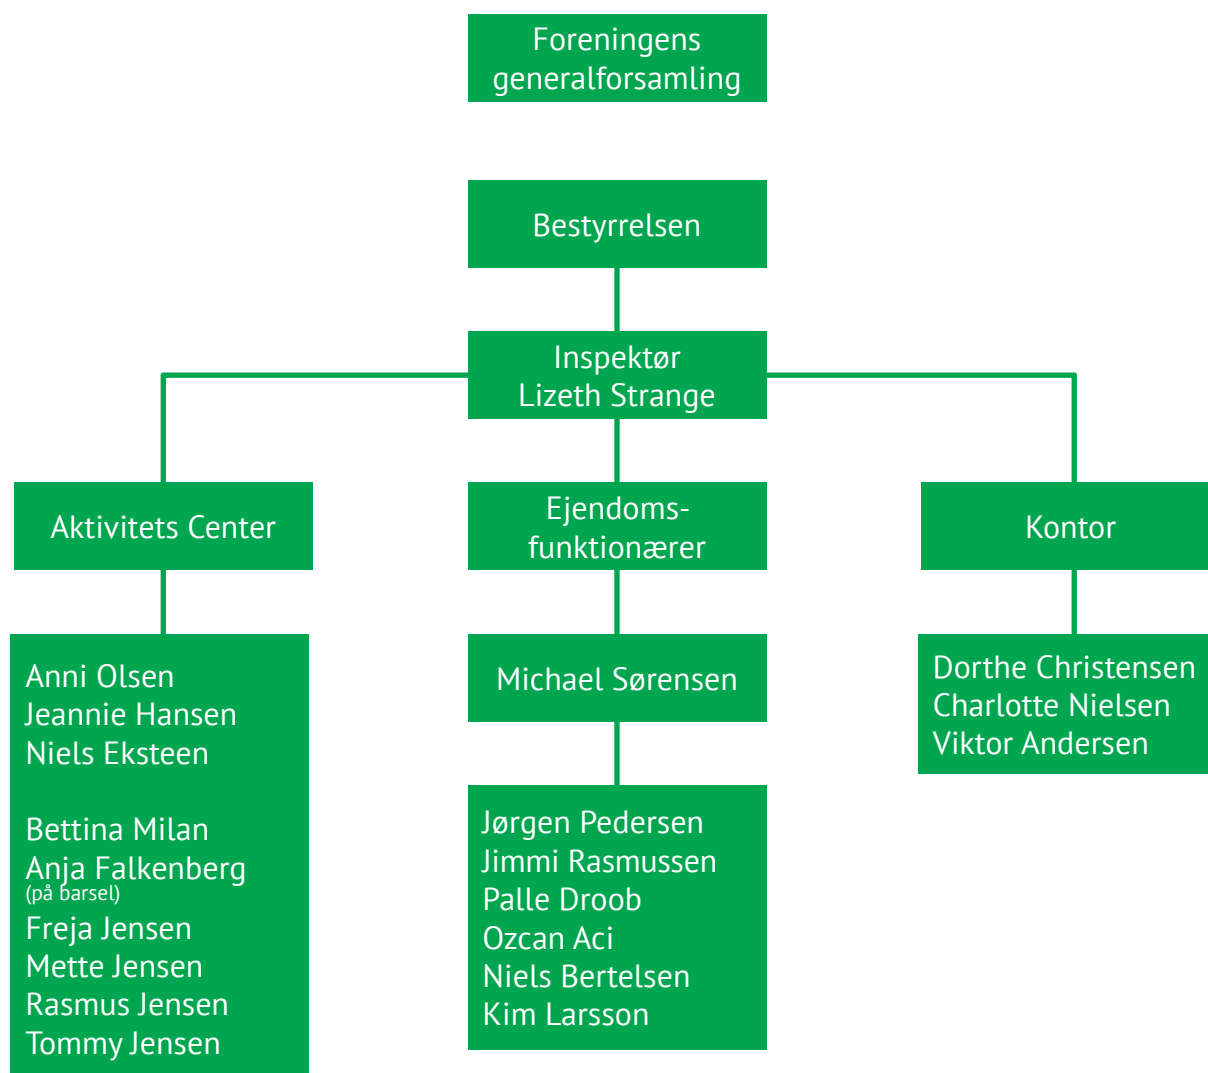 Foreningens
generalforsamling
Bestyrrelsen
Inspektør
Lizeth Strange
Aktivitets Center
Ejendoms-
funktionærer
Kontor
Anni Olsen
Jeannie Hansen
Niels Eksteen
Bettina Milan
Anja Falkenberg
(på barsel)
Freja Jensen
Mette Jensen
Rasmus Jensen
Tommy Jensen
Michael Sørensen
Jørgen Pedersen
Jimmi Rasmussen
Palle Droob
Ozcan Aci
Niels Bertelsen
Kim Larsson
Dorthe Christensen
Charlotte Nielsen
Viktor Andersen